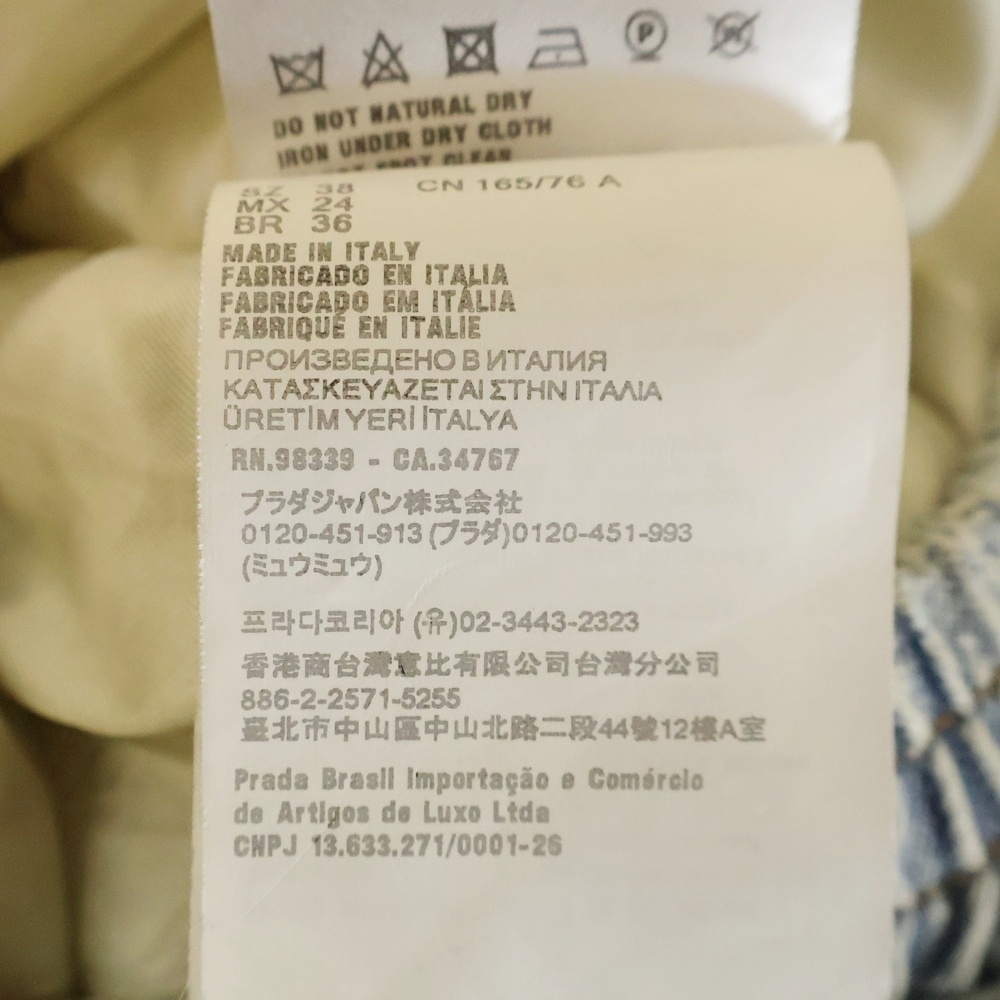 DO NOT NATURAL DRY
IRON UNDER DRY CLOTH
SPOT CLEAN
SZ 38 CN 165/76 A
MX 24
BR 36
MADE IN ITALY
FABRICADO EN ITALIA
FABRICADO EM ITÁLIA
FABRIQUÉ EN ITALIE
ПРОИЗВЕДЕНО В ИТАЛИЯ
ΚΑΤΑΣΚΕΥΑΖΕΤΑΙ ΣΤΗΝ ΙΤΑΛΙΑ
ÜRETİM YERİ İTALYA
RN.98339 - CA.34767
プラダジャパン株式会社
0120-451-913 (プラダ)0120-451-993
(ミュウミュウ)
프라다코리아 (유)02-3443-2323
香港商台灣意比有限公司台灣分公司
886-2-2571-5255
臺北市中山區中山北路二段44號12樓A室
Prada Brasil Importação e Comércio
de Artigos de Luxo Ltda
CNPJ 13.633.271/0001-26